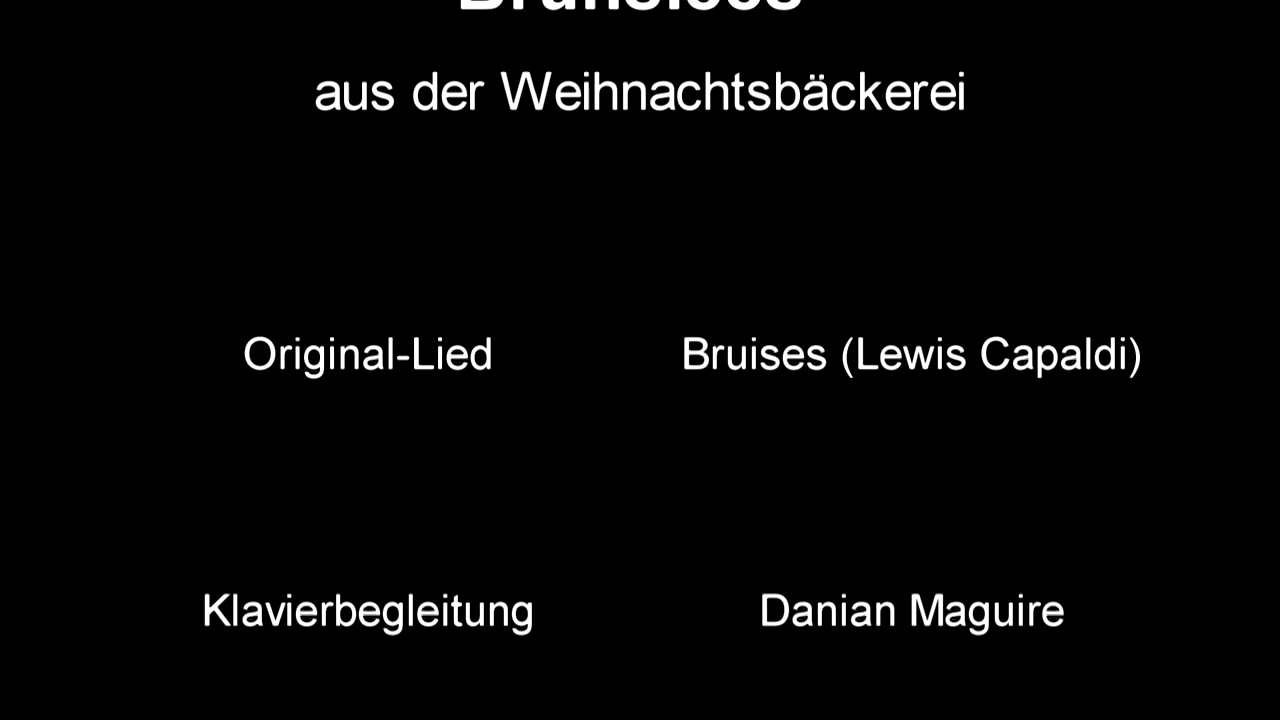 aus der Weihnachtsbäckerei
Original-Lied Bruises (Lewis Capaldi)
Klavierbegleitung Danian Maguire